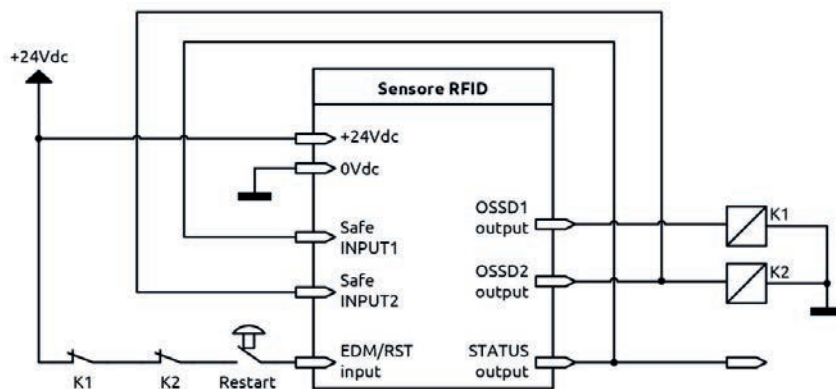 +24Vdc
Sensore RFID
+24Vdc
0Vdc
Safe
INPUT1
Safe
INPUT2
EDM/RST
input
OSSD1
output
OSSD2
output
STATUS
output
K1
K2
K1
K2
Restart